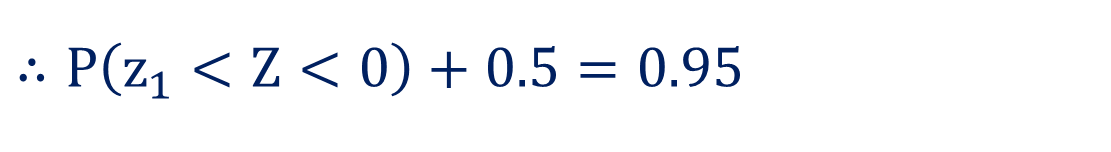 ∴ P(z₁ < Z < 0) + 0.5 = 0.95